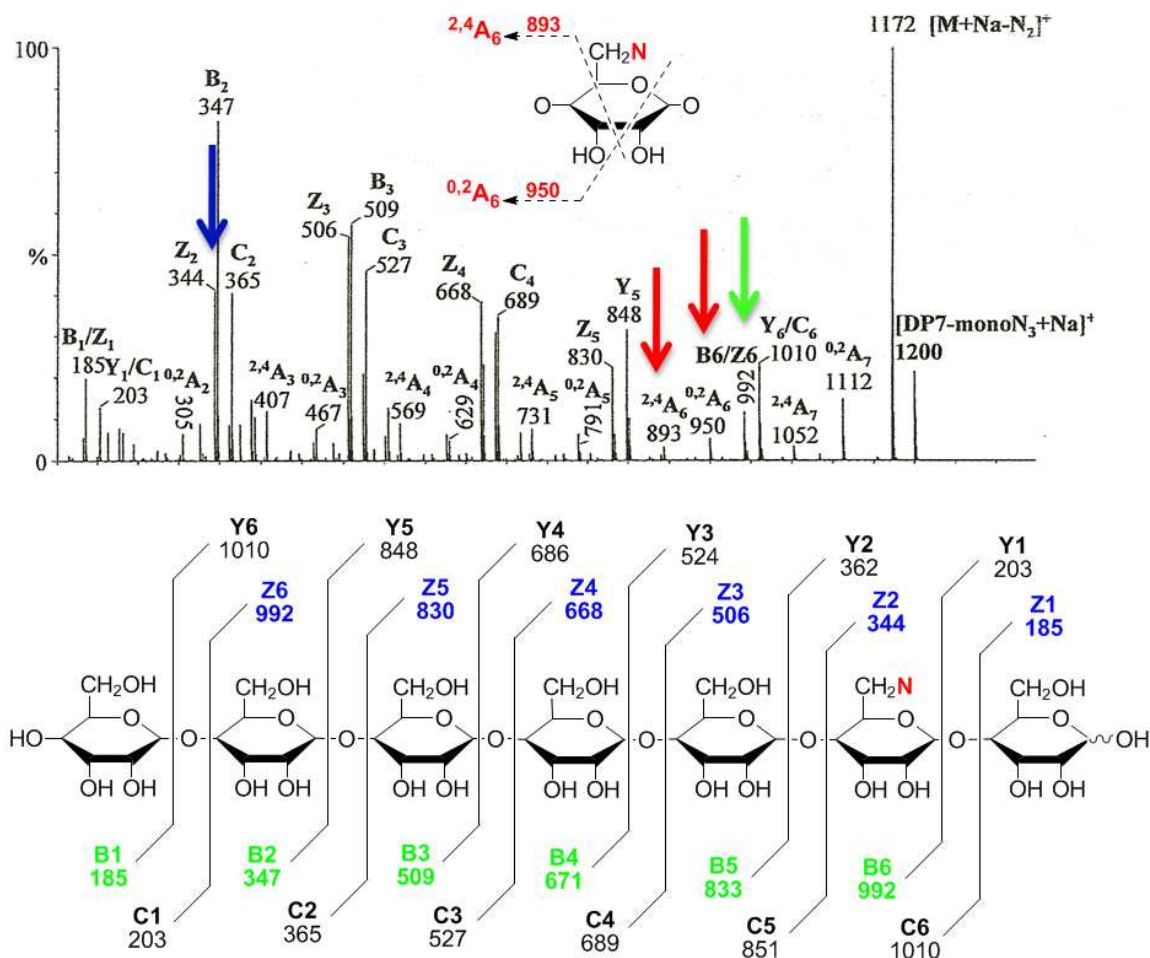 2,4A6 893
1172 [M+Na-N2]+
CH2N
O
O
O
OH
OH
0,2A6 950
100
%
0
B2
347
Z2
344
C2
365
B1/Z1
185
Y1/C1
203
0,2A2
305
2,4A3
407
0,2A3
467
Z3
506
B3
509
C3
527
2,4A4
569
0,2A4
629
Z4
668
C4
689
2,4A5
731
0,2A5
791
Z5
830
Y5
848
2,4A6
893
0,2A6
950
B6/Z6
992
Y6/C6
1010
2,4A7
1052
0,2A7
1112
[DP7-monoN3+Na]+
1200
Y6 Y5 Y4 Y3 Y2 Y1
1010 848 686 524 362 203
Z6 Z5 Z4 Z3 Z2 Z1
992 830 668 506 344 185
CH2OH CH2OH CH2OH CH2OH CH2OH CH2N CH2OH
O O O O O O O
HO O O O O O O OH
OH OH OH OH OH OH OH OH OH OH OH OH OH OH
B1 B2 B3 B4 B5 B6
185 347 509 671 833 992
C1 C2 C3 C4 C5 C6
203 365 527 689 851 1010